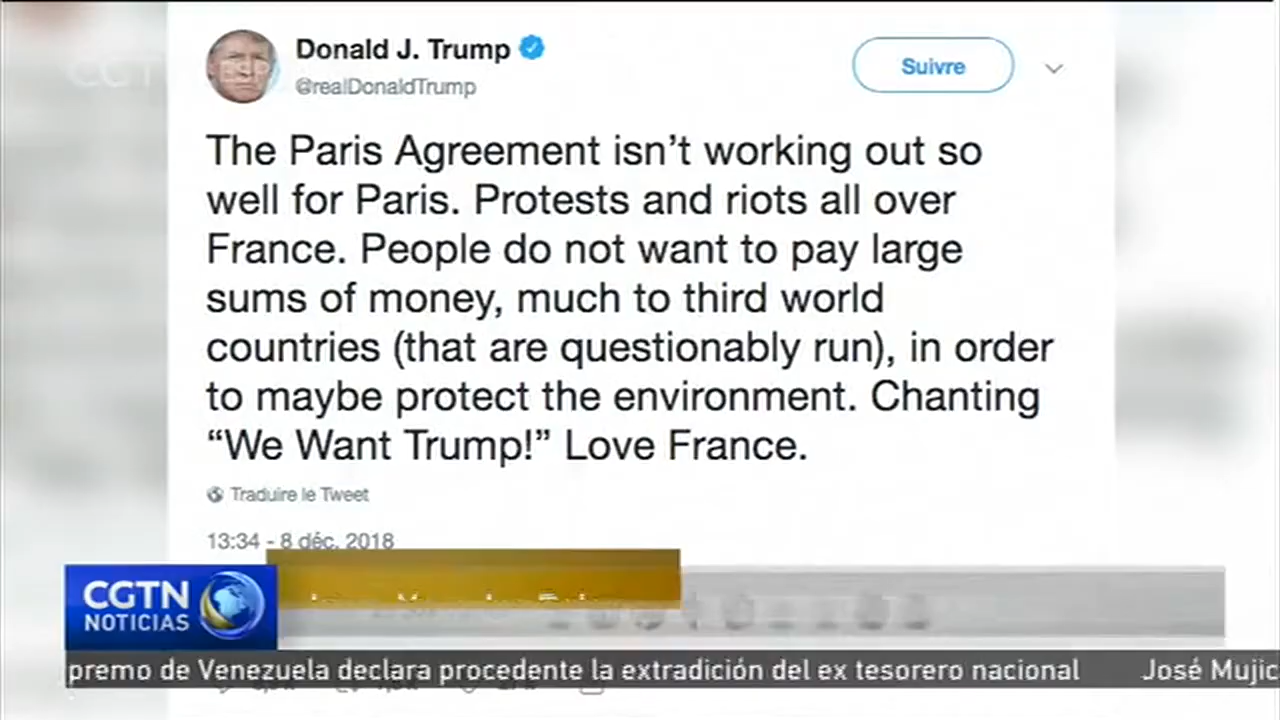 CGTN
ESP
Donald J. Trump
@realDonaldTrump
Suivre
The Paris Agreement isn’t working out so
well for Paris. Protests and riots all over
France. People do not want to pay large
sums of money, much to third world
countries (that are questionably run), in order
to maybe protect the environment. Chanting
“We Want Trump!” Love France.
Traduire le Tweet
13:34 - 8 déc. 2018
CGTN
NOTICIAS
premo de Venezuela declara procedente la extradición del ex tesorero nacional
José Mujic